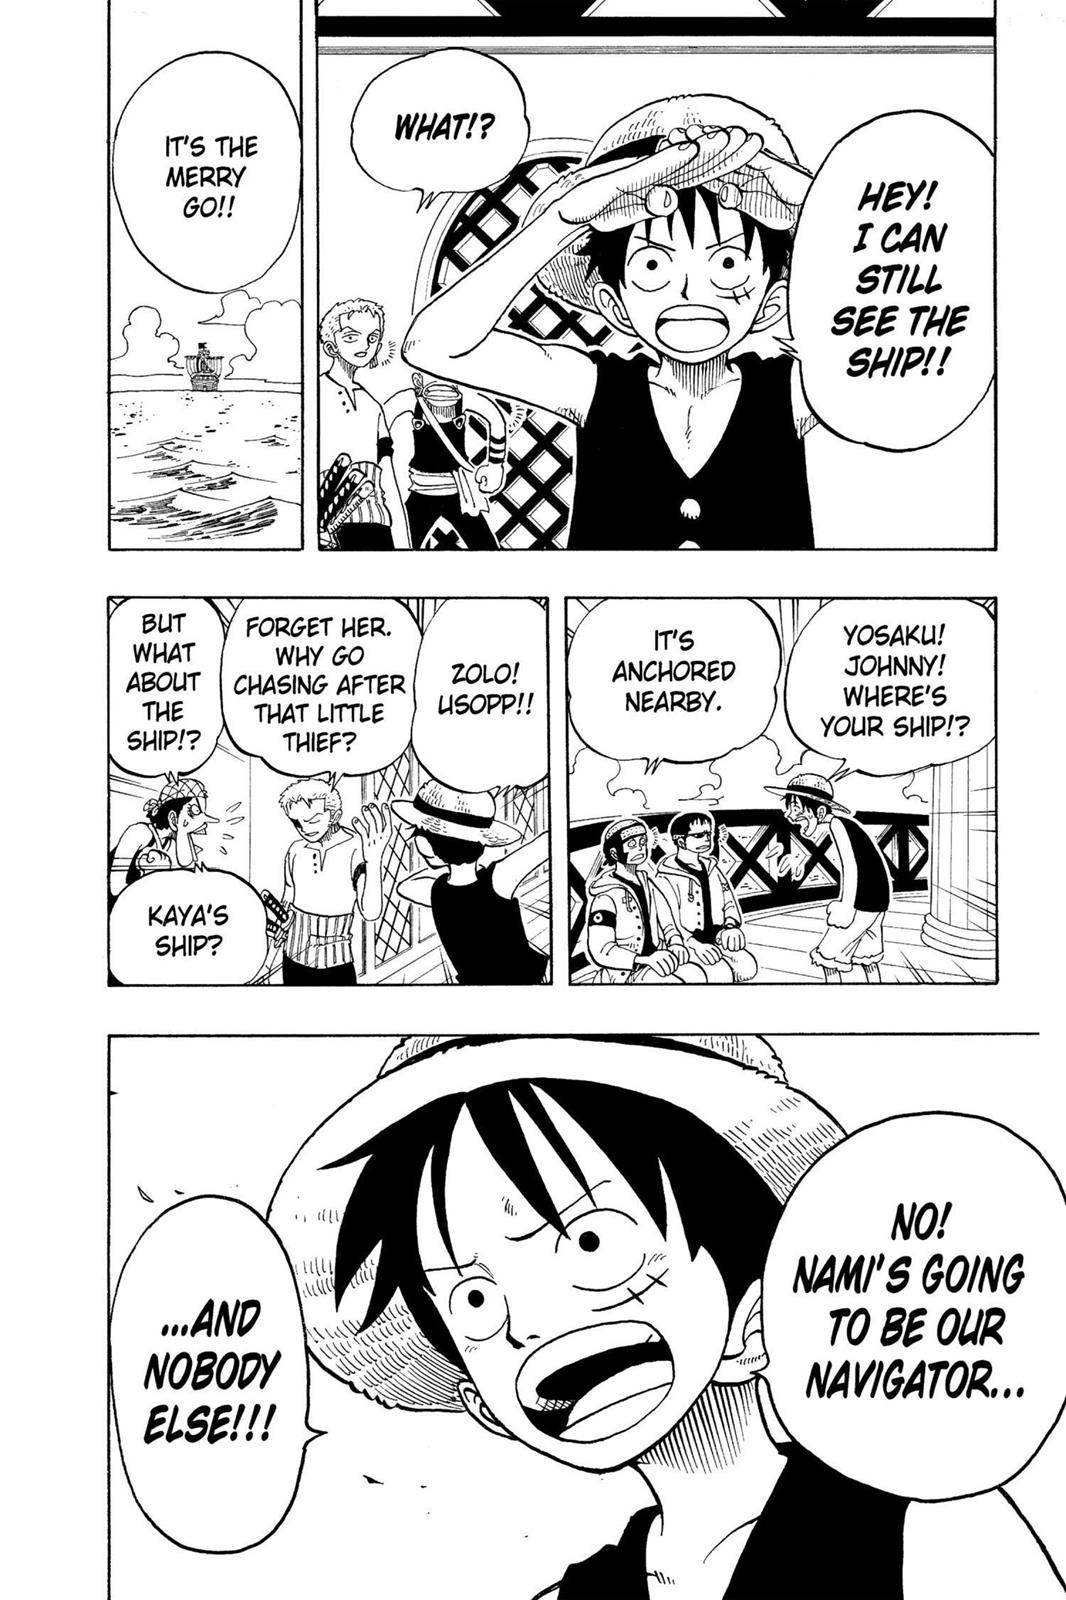 HEY!
I CAN
STILL
SEE THE
SHIP!!
WHAT!?
IT'S THE
MERRY
GO!!
YOSAKU!
JOHNNY!
WHERE'S
YOUR SHIP!?
IT'S
ANCHORED
NEARBY.
ZOLO!
USOPP!!
FORGET HER.
WHY GO
CHASING AFTER
THAT LITTLE
THIEF?
BUT
WHAT
ABOUT
THE
SHIP!?
KAYA'S
SHIP?
NO!
NAMI'S GOING
TO BE OUR
NAVIGATOR...
...AND
NOBODY
ELSE!!!